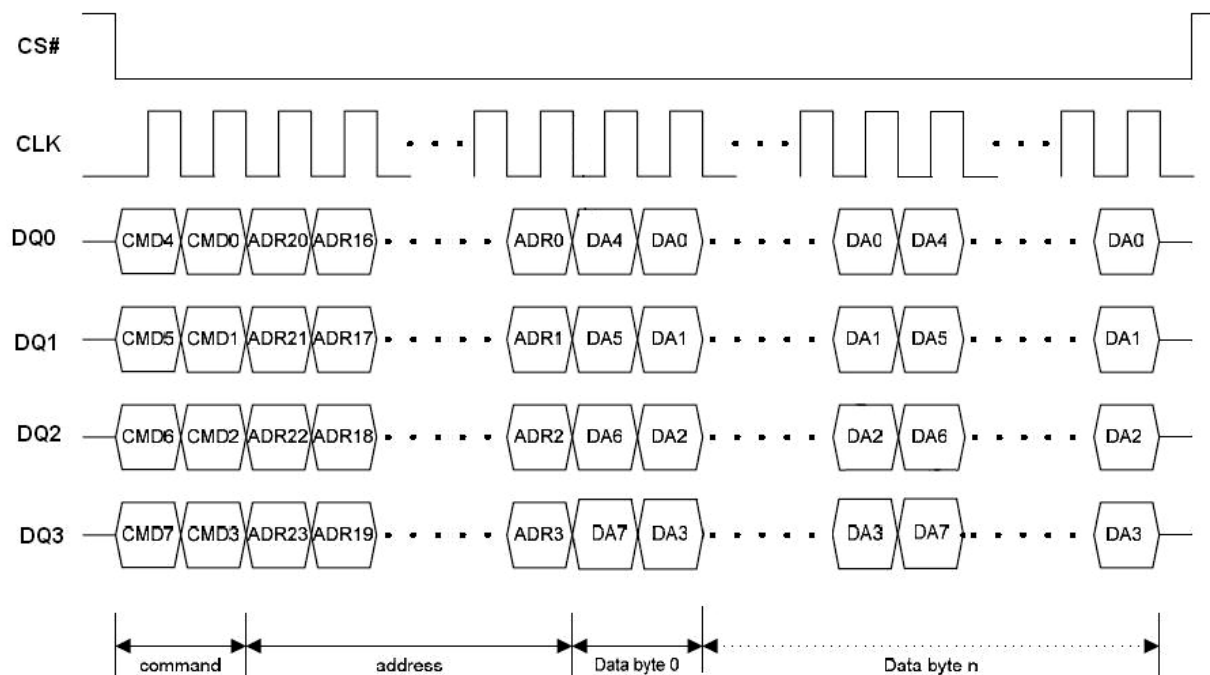 CS#
CLK
DQ0 CMD4 CMD0 ADR20 ADR16 ADR0 DA4 DA0 DA0 DA4 DA0
DQ1 CMD5 CMD1 ADR21 ADR17 ADR1 DA5 DA1 DA1 DA5 DA1
DQ2 CMD6 CMD2 ADR22 ADR18 ADR2 DA6 DA2 DA2 DA6 DA2
DQ3 CMD7 CMD3 ADR23 ADR19 ADR3 DA7 DA3 DA3 DA7 DA3
command address Data byte 0 Data byte n